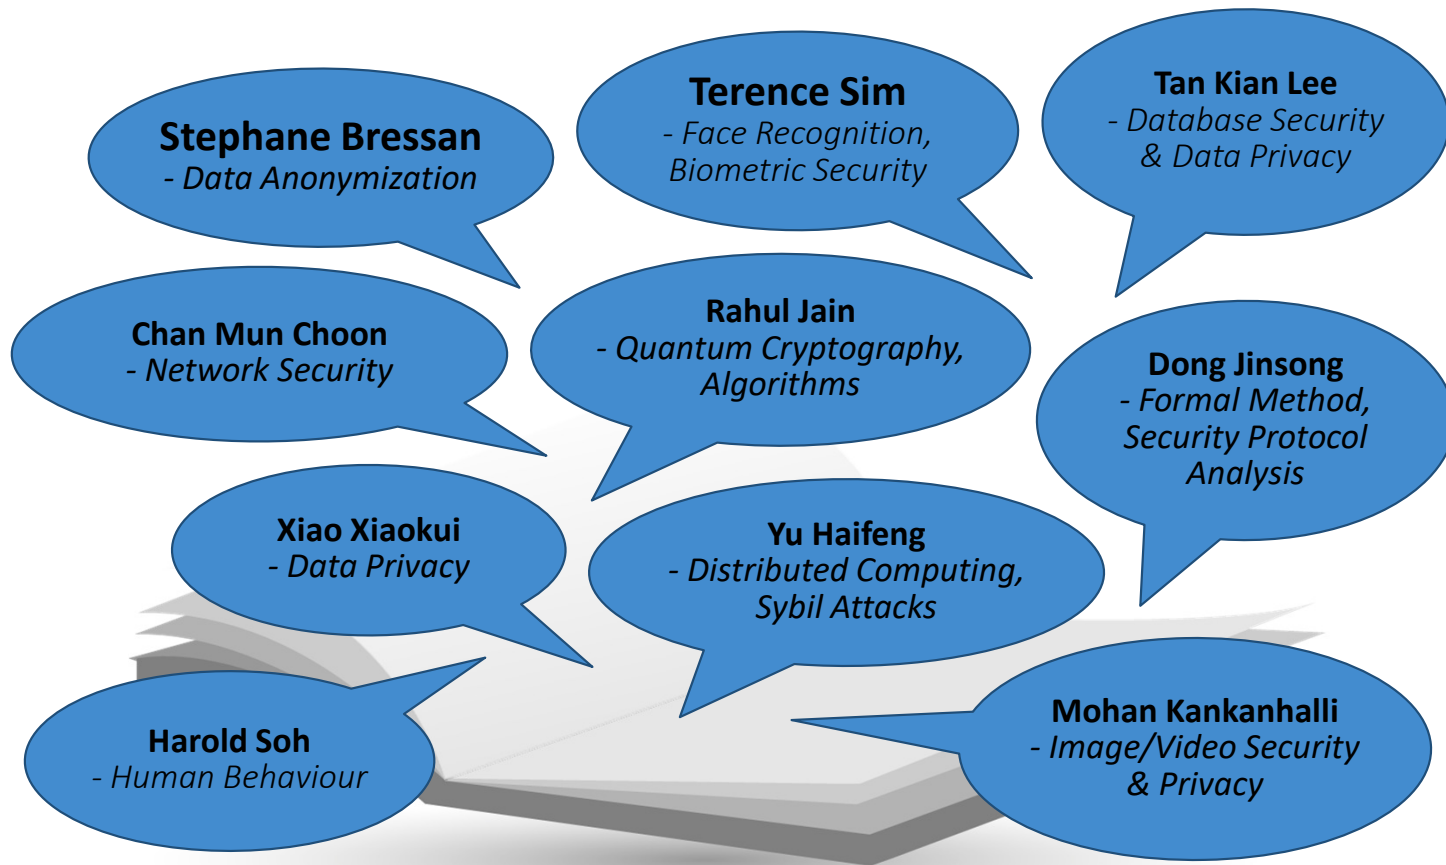 Stephane Bressan
- Data Anonymization
Terence Sim
- Face Recognition,
Biometric Security
Tan Kian Lee
- Database Security
& Data Privacy
Chan Mun Choon
- Network Security
Rahul Jain
- Quantum Cryptography,
Algorithms
Dong Jinsong
- Formal Method,
Security Protocol
Analysis
Xiao Xiaokui
- Data Privacy
Yu Haifeng
- Distributed Computing,
Sybil Attacks
Harold Soh
- Human Behaviour
Mohan Kankanhalli
- Image/Video Security
& Privacy